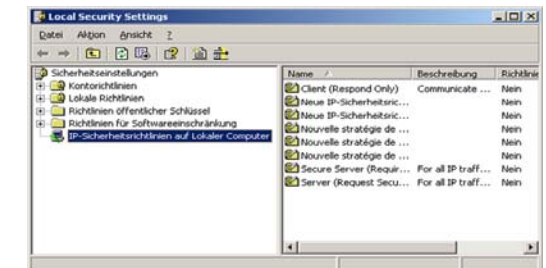 Local Security Settings
Datei Aktion Ansicht ?
Sicherheitseinstellungen
Kontorichtlinien
Lokale Richtlinien
Richtlinien öffentlicher Schlüssel
Richtlinien für Softwareeinschränkung
IP-Sicherheitsrichtlinien auf Lokaler Computer
Name Beschreibung Richtlinie
Client (Respond Only) Communicate ... Nein
Neue IP-Sicherheitsric... Nein
Neue IP-Sicherheitsric... Nein
Nouvelle stratégie de ... Nein
Nouvelle stratégie de ... Nein
Nouvelle stratégie de ... Nein
Secure Server (Requir... For all IP traff... Nein
Server (Request Secu... For all IP traff... Nein